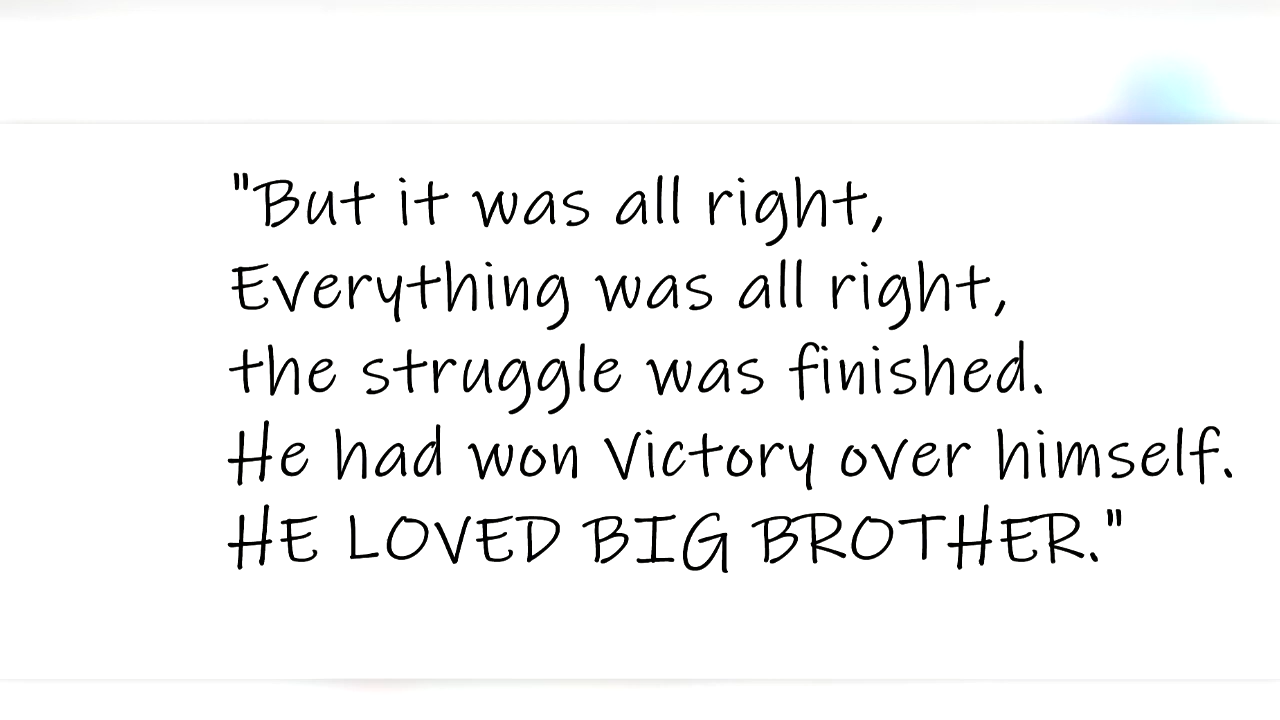 "But it was all right,
Everything was all right,
the struggle was finished.
He had won Victory over himself.
HE LOVED BIG BROTHER."